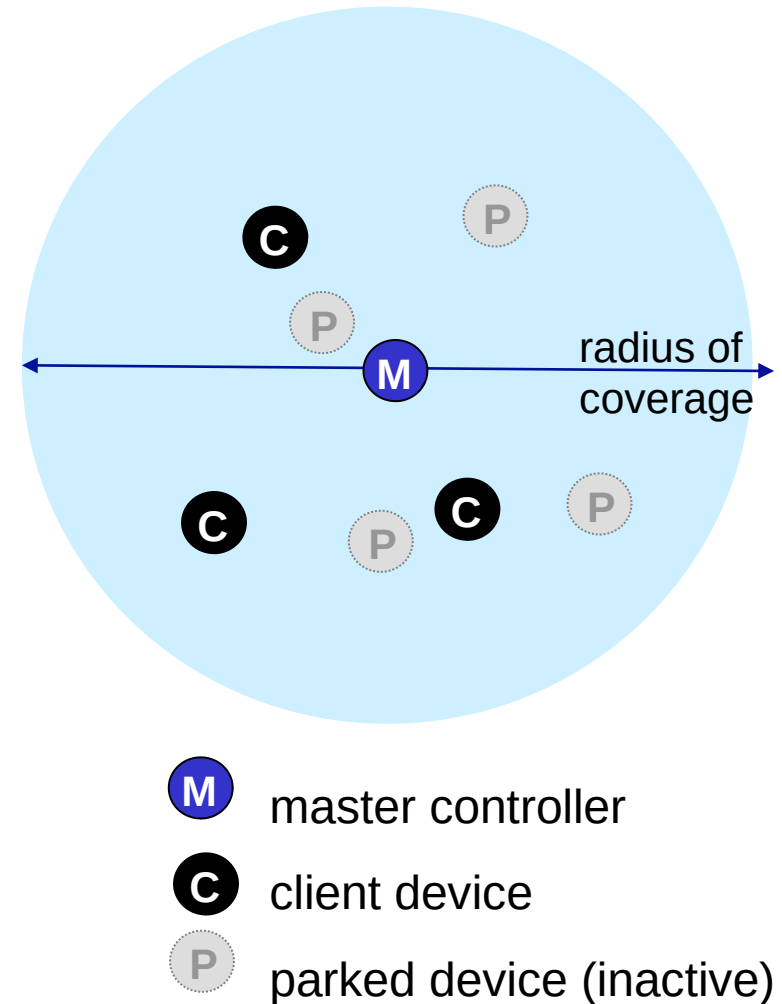 P
C
P
radius of
M
coverage
P
C
C
P
M master controller
C client device
P parked device (inactive)